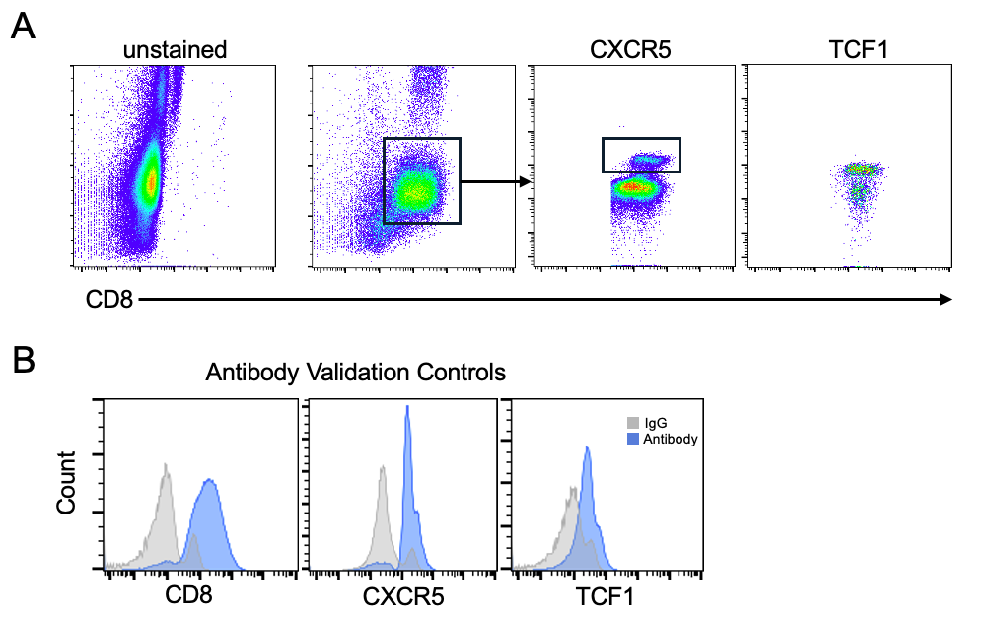 A
unstained
CXCR5
TCF1
CD8
B
Antibody Validation Controls
IgG
Antibody
Count
CD8
CXCR5
TCF1